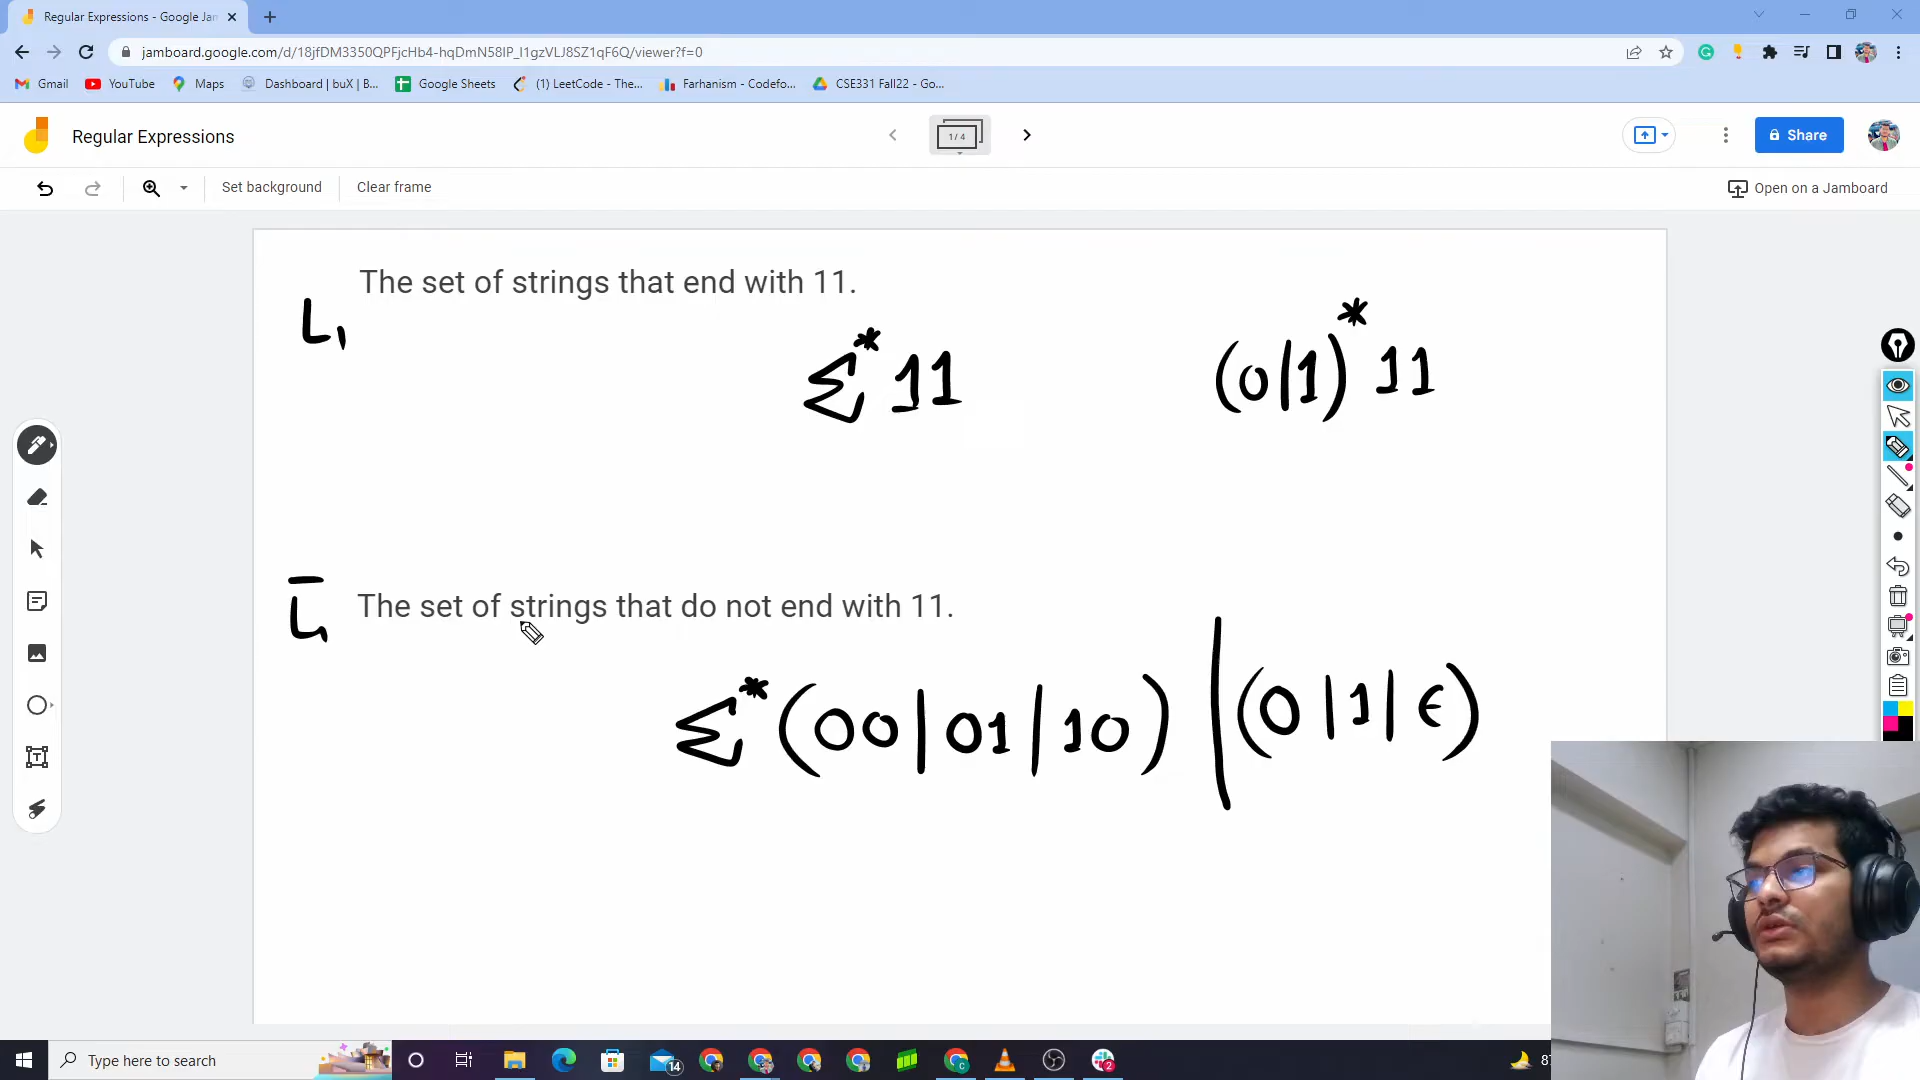 Regular Expressions - Google Jam
jamboard.google.com/d/18jfDM3350QPFjcHb4-hqDmN58IP_I1gzVLJ8SZ1qF6Q/viewer?f=0
Gmail YouTube Maps Dashboard | buX | B... Google Sheets (1) LeetCode - The... Farhanism - Codefo... CSE331 Fall22 - Go...
Regular Expressions 1 / 4 Share
Set background Clear frame Open on a Jamboard
The set of strings that end with 11.
L₁
Σ* 11 (0|1)* 11
L̅₁ The set of strings that do not end with 11.
Σ* (00|01|10) | (0|1|ϵ)
Type here to search 14 2